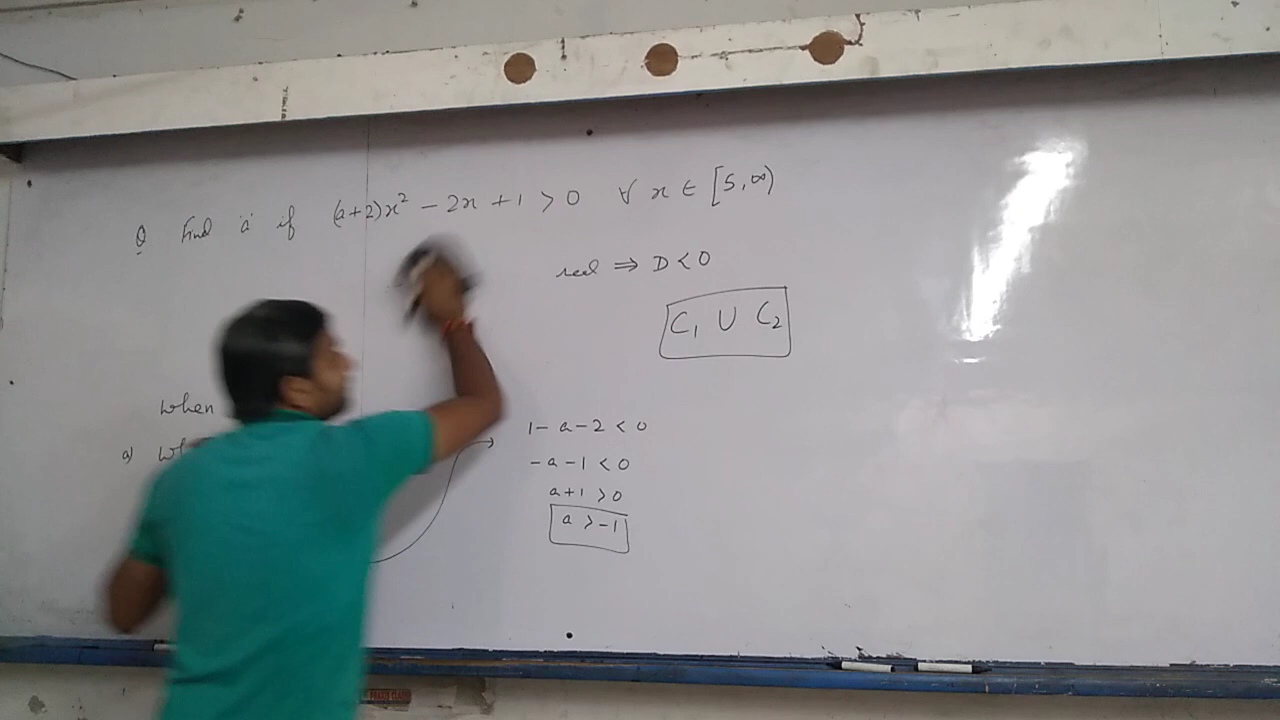 Q Find 'a' if (a+2)x² - 2x + 1 > 0 ∀ x ∈ [5,∞)
real ⇒ D < 0
C₁ ∪ C₂
When
a)
1 - a - 2 < 0
- a - 1 < 0
a + 1 > 0
a > -1